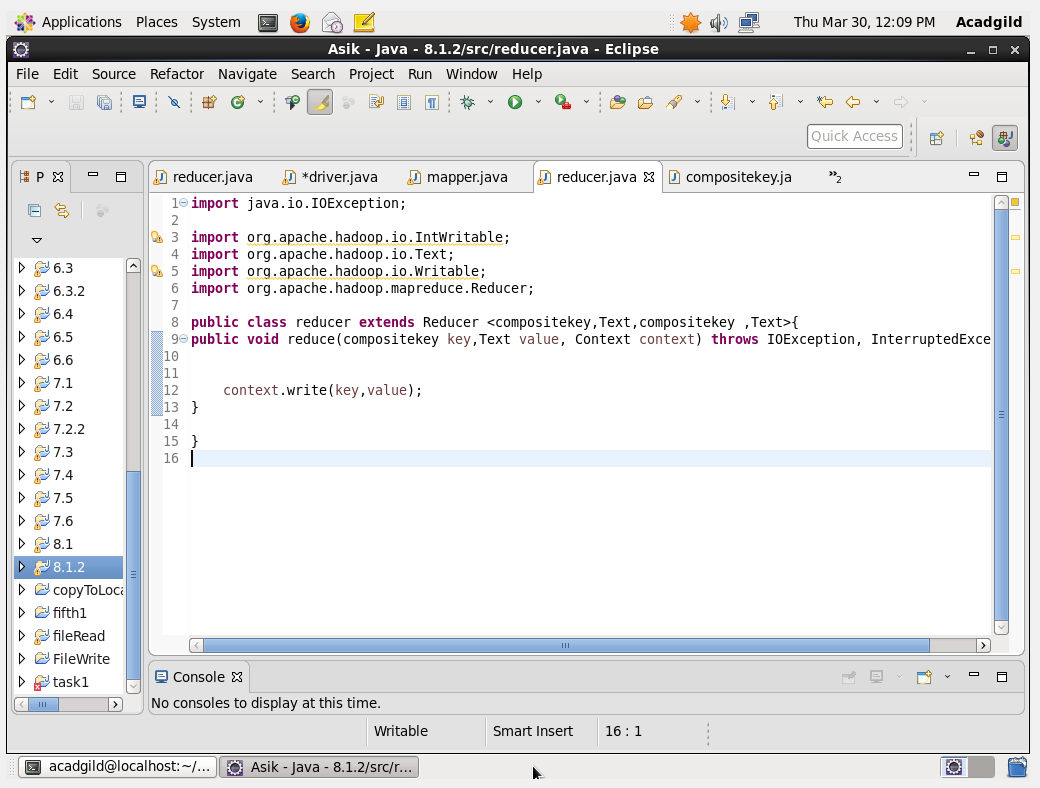 Applications Places System Thu Mar 30, 12:09 PM Acadgild
Asik - Java - 8.1.2/src/reducer.java - Eclipse
File Edit Source Refactor Navigate Search Project Run Window Help
Quick Access
P reducer.java *driver.java mapper.java reducer.java compositekey.ja »2
6.3
6.3.2
6.4
6.5
6.6
7.1
7.2
7.2.2
7.3
7.4
7.5
7.6
8.1
8.1.2
copyToLoca
fifth1
fileRead
FileWrite
task1
1 import java.io.IOException;
2
3 import org.apache.hadoop.io.IntWritable;
4 import org.apache.hadoop.io.Text;
5 import org.apache.hadoop.io.Writable;
6 import org.apache.hadoop.mapreduce.Reducer;
7
8 public class reducer extends Reducer <compositekey,Text,compositekey ,Text>{
9 public void reduce(compositekey key,Text value, Context context) throws IOException, InterruptedExce
10
11
12 context.write(key,value);
13 }
14
15 }
16
Console
No consoles to display at this time.
Writable Smart Insert 16 : 1
acadgild@localhost:~/... Asik - Java - 8.1.2/src/r...